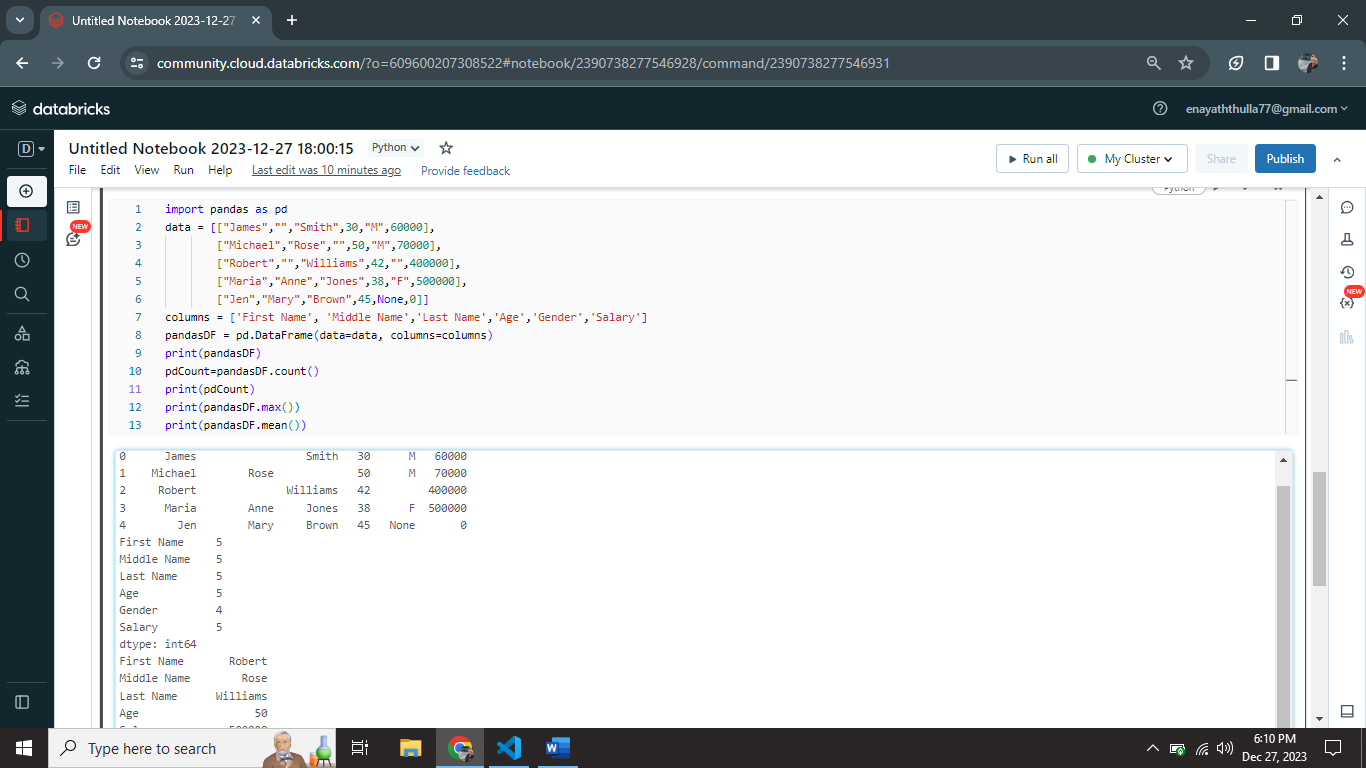 Untitled Notebook 2023-12-27
community.cloud.databricks.com/?o=609600207308522#notebook/2390738277546928/command/2390738277546931
databricks
enayaththulla77@gmail.com
D
Untitled Notebook 2023-12-27 18:00:15 Python
File Edit View Run Help Last edit was 10 minutes ago Provide feedback
Run all My Cluster Share Publish
Python
NEW
NEW
1 import pandas as pd
2 data = [["James","","Smith",30,"M",60000],
3 ["Michael","Rose","",50,"M",70000],
4 ["Robert","","Williams",42,"",400000],
5 ["Maria","Anne","Jones",38,"F",500000],
6 ["Jen","Mary","Brown",45,None,0]]
7 columns = ['First Name', 'Middle Name','Last Name','Age','Gender','Salary']
8 pandasDF = pd.DataFrame(data=data, columns=columns)
9 print(pandasDF)
10 pdCount=pandasDF.count()
11 print(pdCount)
12 print(pandasDF.max())
13 print(pandasDF.mean())
0 James Smith 30 M 60000
1 Michael Rose 50 M 70000
2 Robert Williams 42 400000
3 Maria Anne Jones 38 F 500000
4 Jen Mary Brown 45 None 0
First Name 5
Middle Name 5
Last Name 5
Age 5
Gender 4
Salary 5
dtype: int64
First Name Robert
Middle Name Rose
Last Name Williams
Age 50
Type here to search
6:10 PM
Dec 27, 2023